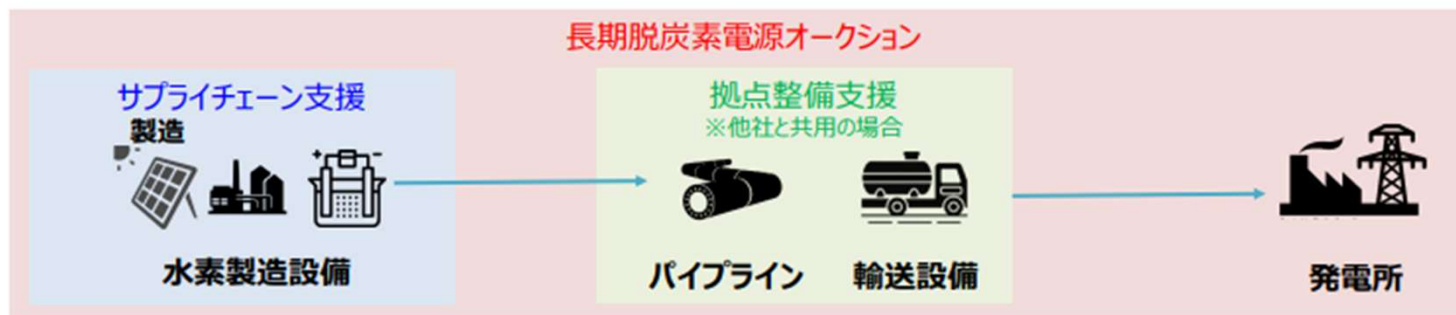 長期脱炭素電源オークション
サプライチェーン支援
製造
水素製造設備
拠点整備支援
※他社と共用の場合
パイプライン
輸送設備
発電所